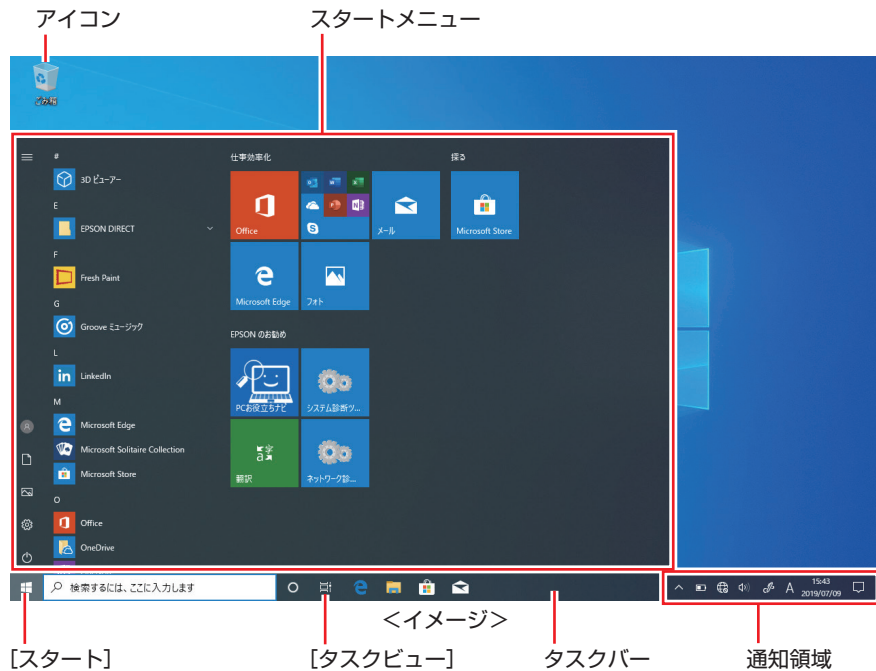 アイコン
スタートメニュー
ごみ箱
#
3D ビューアー
E
EPSON DIRECT
F
Fresh Paint
G
Groove ミュージック
L
LinkedIn
M
Microsoft Edge
Microsoft Solitaire Collection
Microsoft Store
O
Office
OneDrive
仕事効率化
Office
メール
Microsoft Edge
フォト
探る
Microsoft Store
EPSON のお勧め
PCお役立ちナビ
システム診断ツ...
翻訳
ネットワーク診...
検索するには、ここに入力します
A
15:43
2019/07/09
＜イメージ＞
[スタート]
[タスクビュー]
タスクバー
通知領域